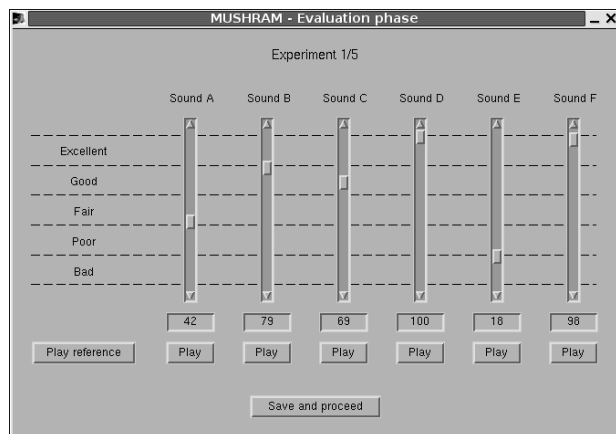 MUSHRAM - Evaluation phase
Experiment 1/5
Sound A Sound B Sound C Sound D Sound E Sound F
Excellent
Good
Fair
Poor
Bad
42 79 69 100 18 98
Play reference Play Play Play Play Play Play
Save and proceed